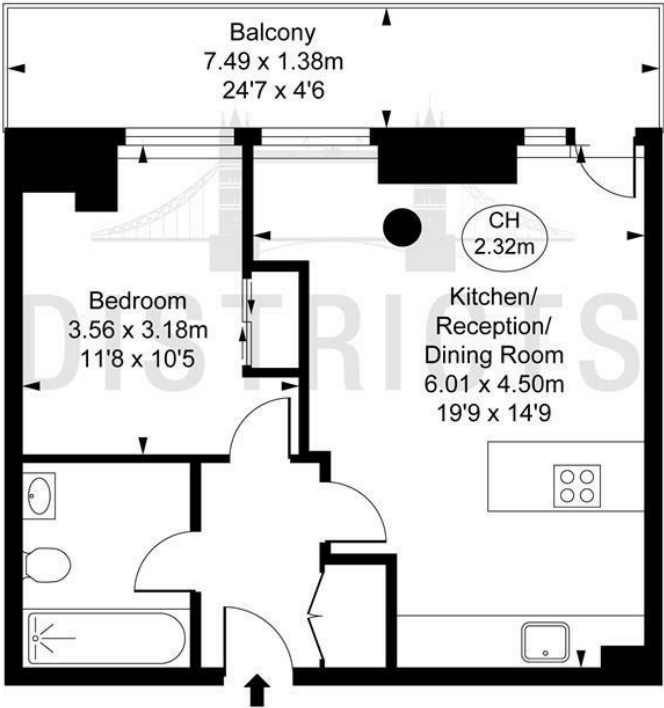 Balcony
7.49 x 1.38m
24'7 x 4'6
CH
2.32m
Bedroom
3.56 x 3.18m
11'8 x 10'5
Kitchen/
Reception/
Dining Room
6.01 x 4.50m
19'9 x 14'9
DISTRICTS